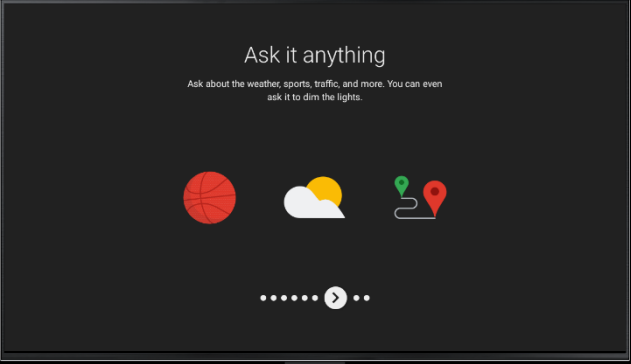 Ask it anything
Ask about the weather, sports, traffic, and more. You can even
ask it to dim the lights.